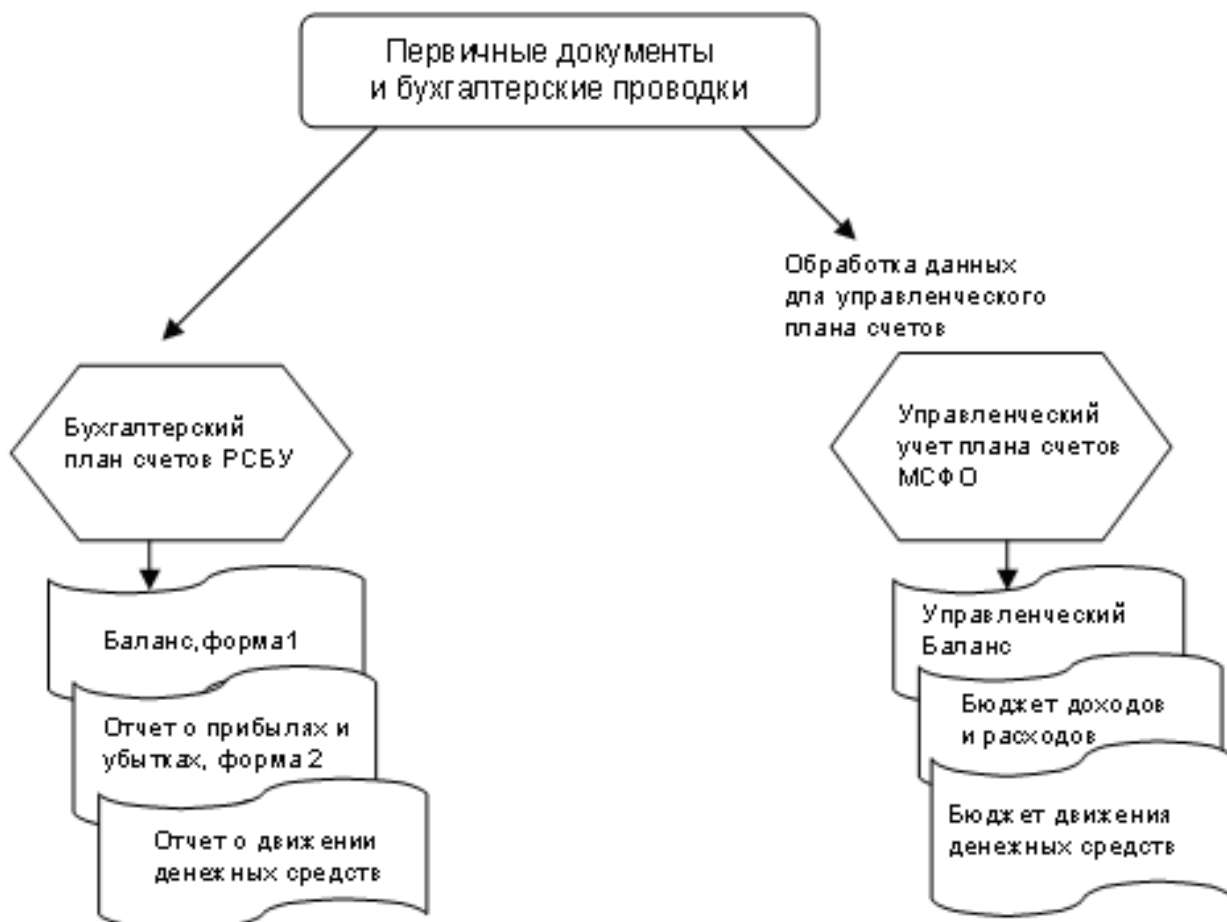 Первичные документы
и бухгалтерские проводки
Обработка данных
для управленческого
плана счетов
Бухгалтерский
план счетов РСБУ
Управленческий
учет плана счетов
МСФО
Баланс,форма1
Отчет о прибылях и
убытках, форма 2
Отчет о движении
денежных средств
Управленческий
Баланс
Бюджет доходов
и расходов
Бюджет движения
денежных средств